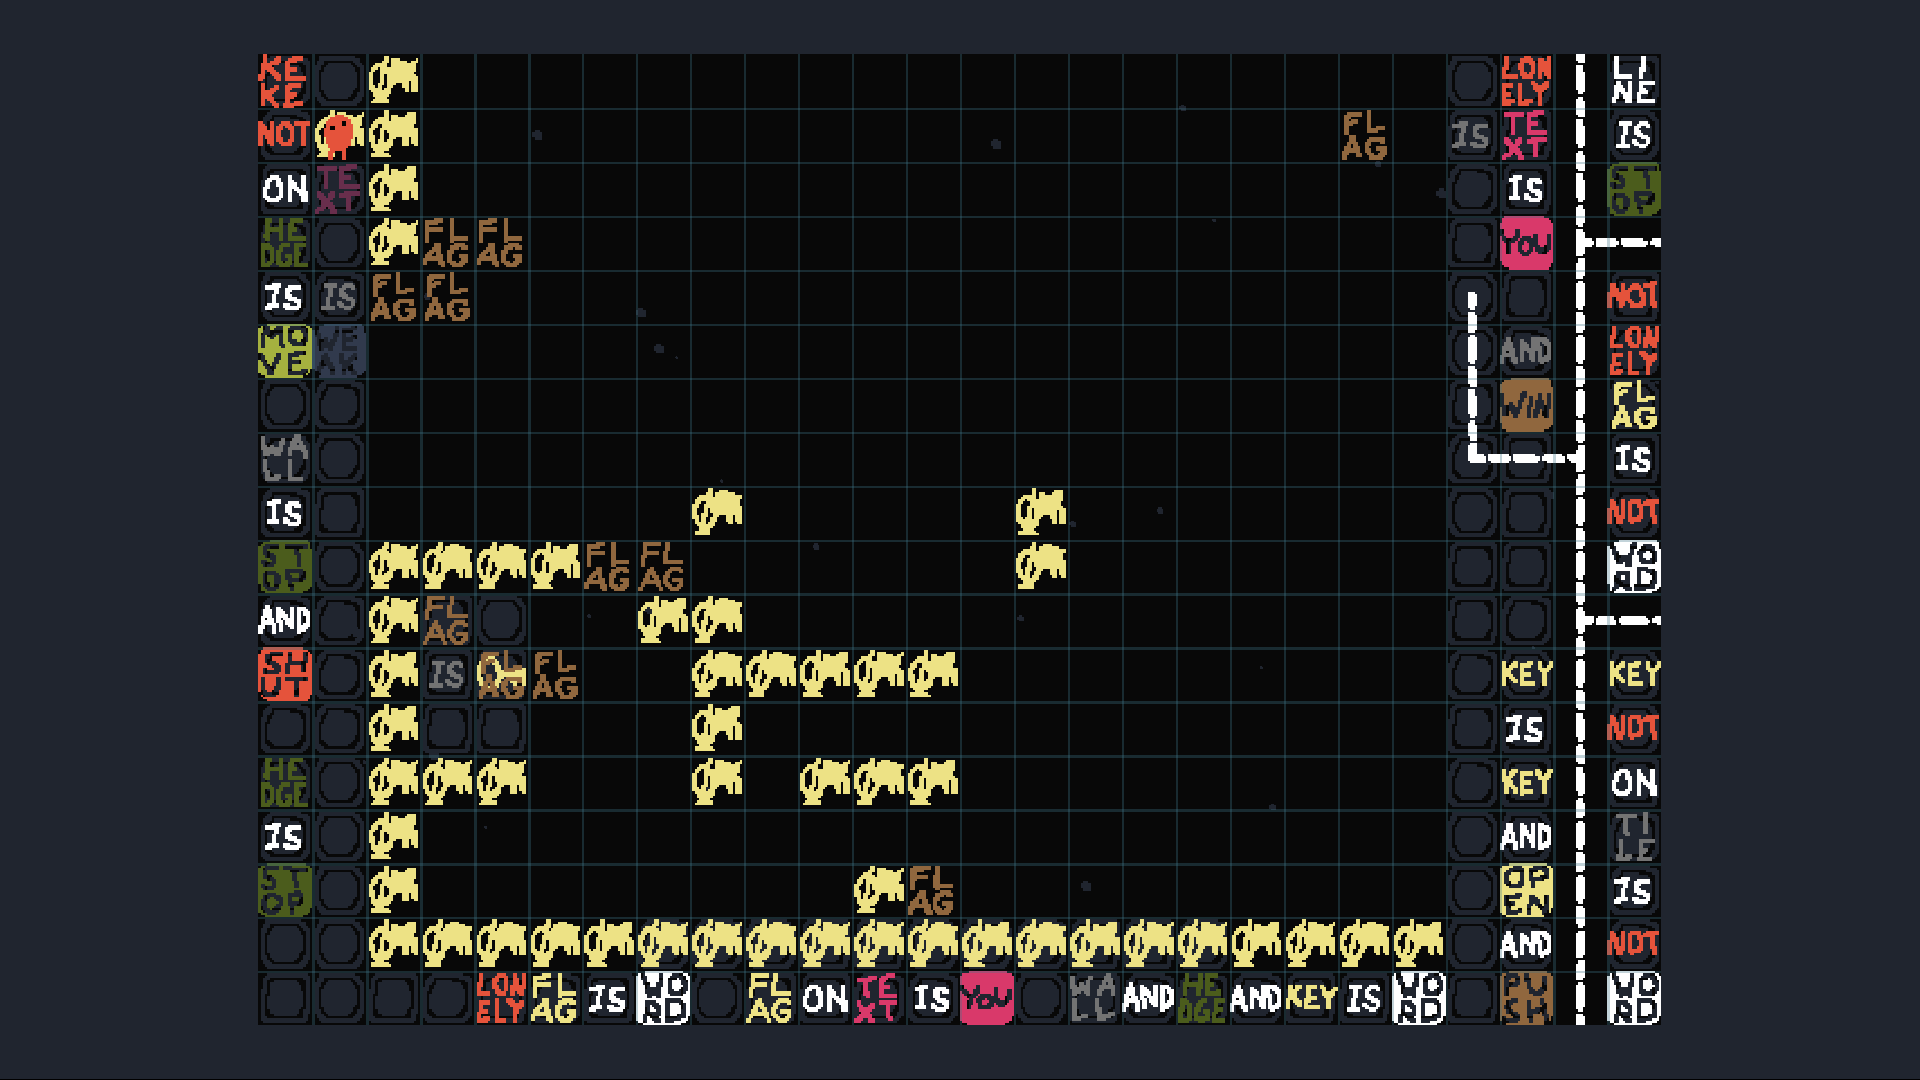 KEKE LONELY LINE
NOT FLAG IS TEXT IS
ON TEXT IS STOP
HEDGE FLAG FLAG YOU
IS IS FLAG FLAG NOT
MOVE WEAK AND LONELY
WIN FLAG
WALL IS
IS NOT
STOP FLAG FLAG WORD
AND FLAG
SHUT IS FLAG FLAG KEY KEY
IS NOT
HEDGE KEY ON
IS AND TILE
STOP FLAG OPEN IS
AND NOT
LONELY FLAG IS WORD FLAG ON TEXT IS YOU WALL AND HEDGE AND KEY IS WORD PUSH WORD